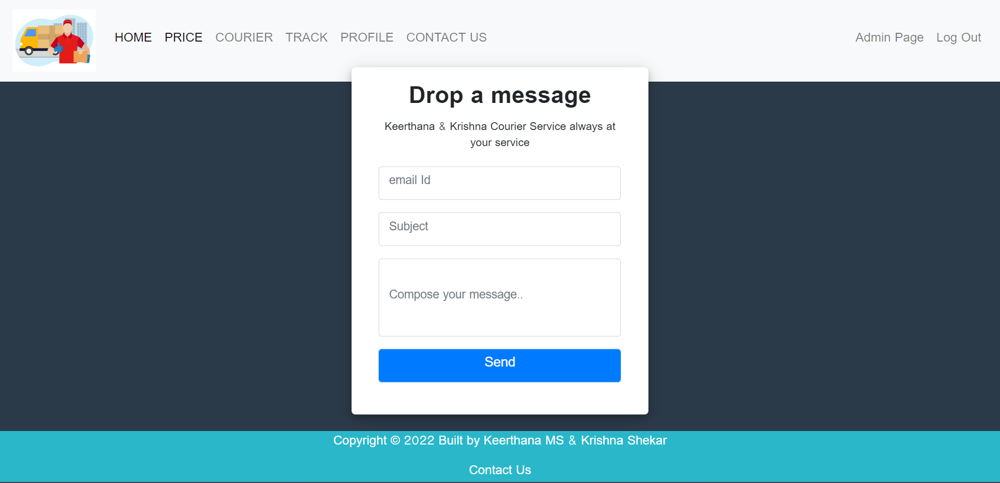 HOME PRICE COURIER TRACK PROFILE CONTACT US Admin Page Log Out
Drop a message
Keerthana & Krishna Courier Service always at
your service
email Id
Subject
Compose your message..
Send
Copyright © 2022 Built by Keerthana MS & Krishna Shekar
Contact Us